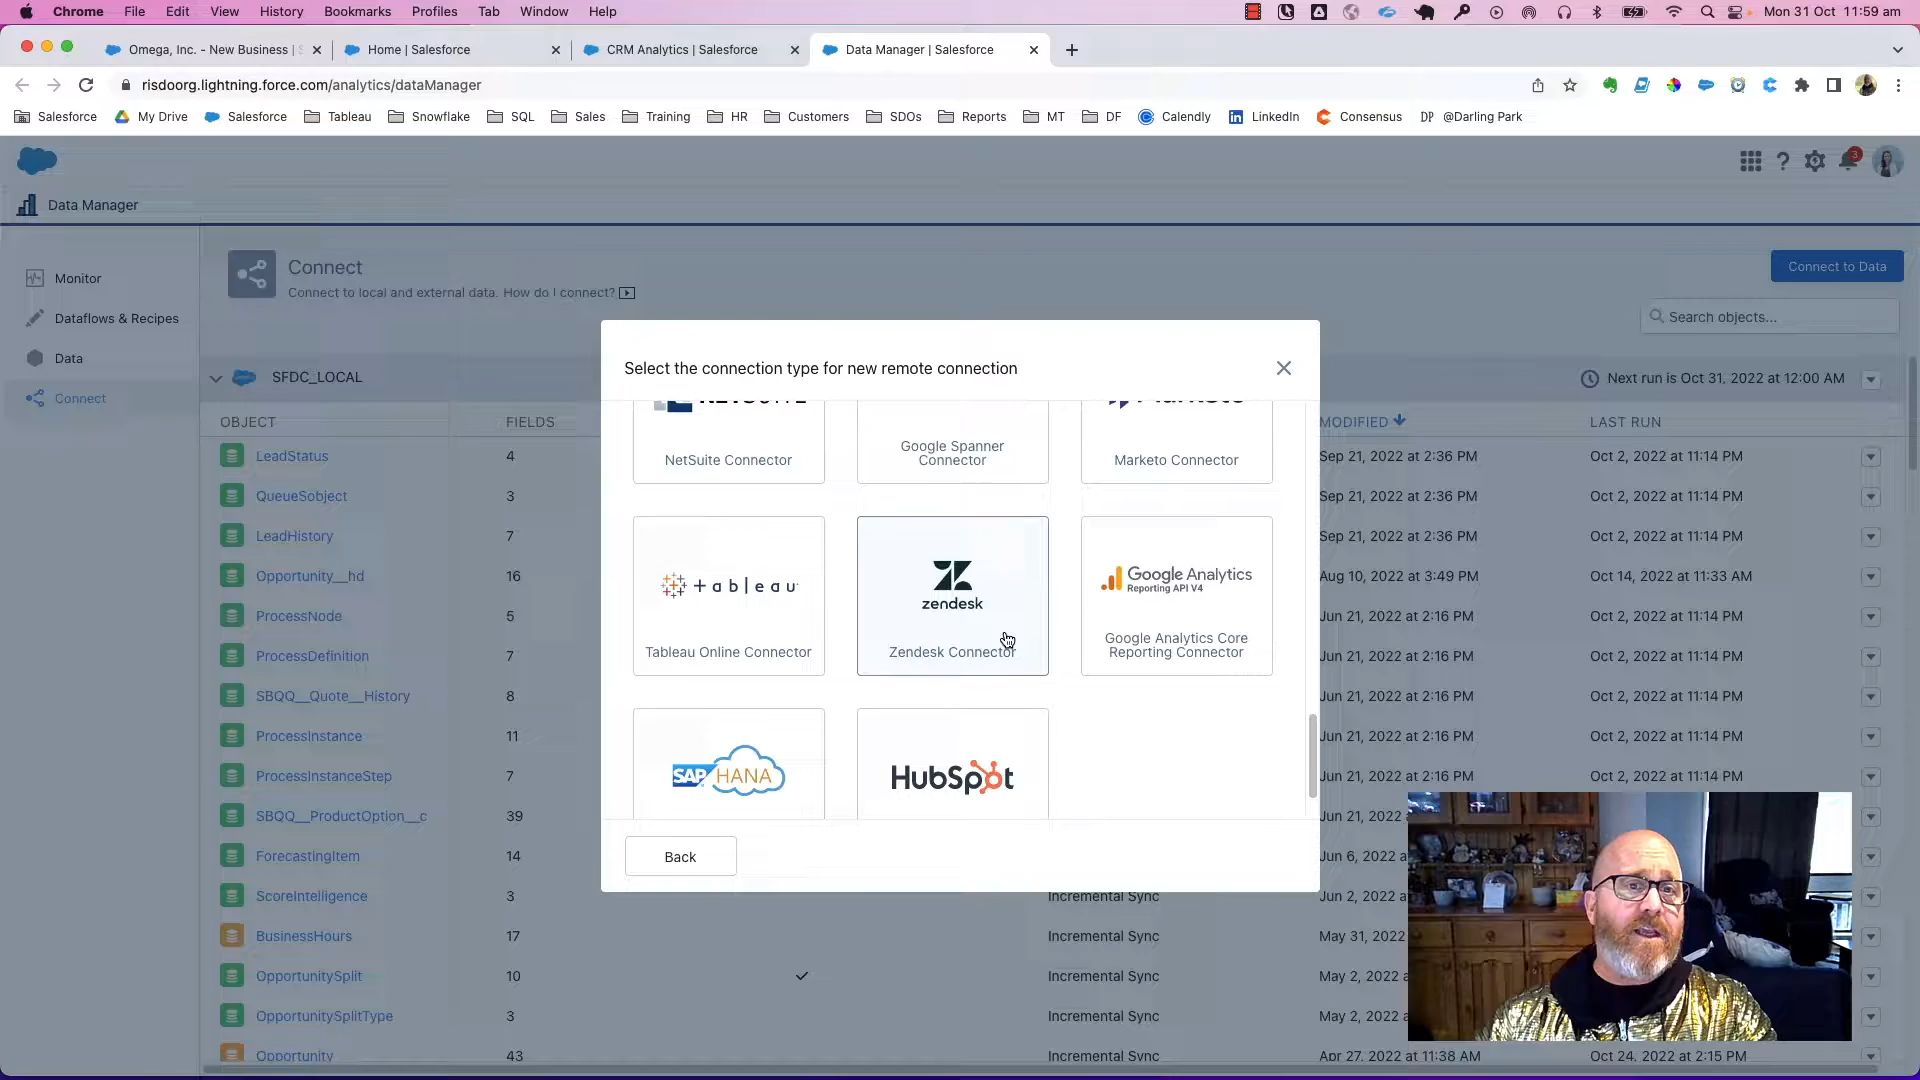 Chrome File Edit View History Bookmarks Profiles Tab Window Help Mon 31 Oct 11:59 am
Omega, Inc. - New Business | Home | Salesforce CRM Analytics | Salesforce Data Manager | Salesforce
risdoorg.lightning.force.com/analytics/dataManager
Salesforce My Drive Salesforce Tableau Snowflake SQL Sales Training HR Customers SDOs Reports MT DF Calendly LinkedIn Consensus DP @Darling Park
3
Data Manager
Monitor
Dataflows & Recipes
Data
Connect
Connect
Connect to local and external data. How do I connect?
Connect to Data
Search objects...
SFDC_LOCAL Next run is Oct 31, 2022 at 12:00 AM
OBJECT FIELDS MODIFIED LAST RUN
LeadStatus 4 Sep 21, 2022 at 2:36 PM Oct 2, 2022 at 11:14 PM
QueueSobject 3 Sep 21, 2022 at 2:36 PM Oct 2, 2022 at 11:14 PM
LeadHistory 7 Sep 21, 2022 at 2:36 PM Oct 2, 2022 at 11:14 PM
Opportunity__hd 16 Aug 10, 2022 at 3:49 PM Oct 14, 2022 at 11:33 AM
ProcessNode 5 Jun 21, 2022 at 2:16 PM Oct 2, 2022 at 11:14 PM
ProcessDefinition 7 Jun 21, 2022 at 2:16 PM Oct 2, 2022 at 11:14 PM
SBQQ__Quote__History 8 Jun 21, 2022 at 2:16 PM Oct 2, 2022 at 11:14 PM
ProcessInstance 11 Jun 21, 2022 at 2:16 PM Oct 2, 2022 at 11:14 PM
ProcessInstanceStep 7 Jun 21, 2022 at 2:16 PM Oct 2, 2022 at 11:14 PM
SBQQ__ProductOption__c 39 Jun 21, 2022
ForecastingItem 14 Jun 6, 2022 a
ScoreIntelligence 3 Incremental Sync Jun 2, 2022 a
BusinessHours 17 Incremental Sync May 31, 2022
OpportunitySplit 10 Incremental Sync May 2, 2022 a
OpportunitySplitType 3 Incremental Sync May 2, 2022 a
Opportunity 43 Incremental Sync Apr 27, 2022 at 11:38 AM Oct 24, 2022 at 2:15 PM
Select the connection type for new remote connection
NetSuite Connector
Google Spanner
Connector
Marketo Connector
+ a b | e a u
Tableau Online Connector
zendesk
Zendesk Connector
Google Analytics
Reporting API V4
Google Analytics Core
Reporting Connector
SAP HANA
HubSpot
Back